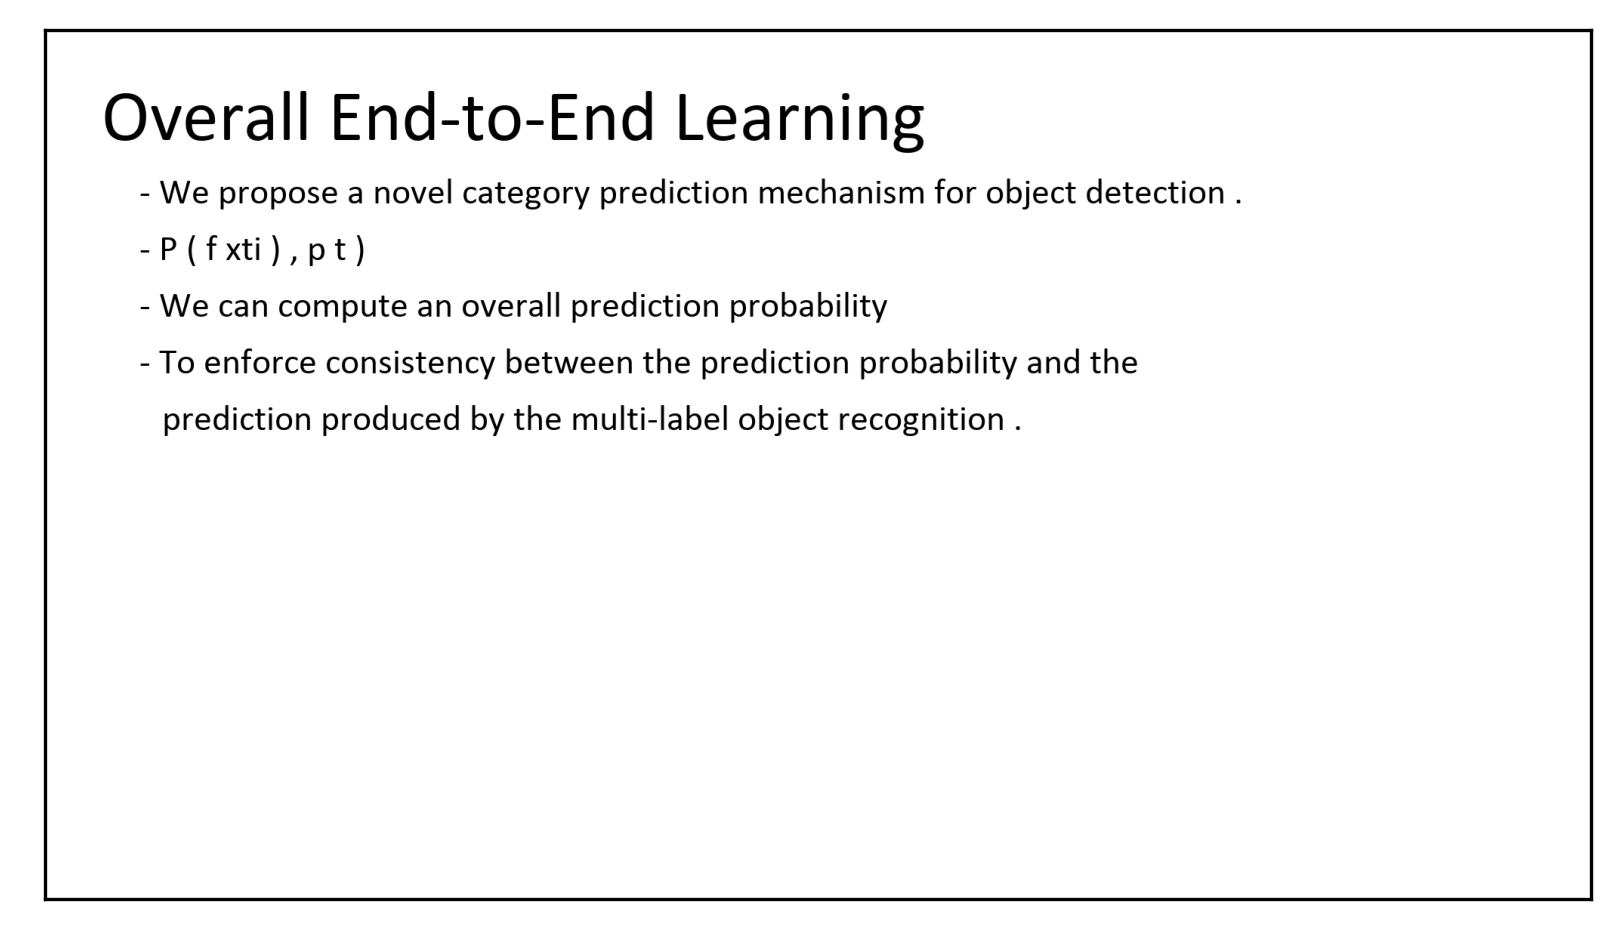 Overall End-to-End Learning
- We propose a novel category prediction mechanism for object detection .
- P ( f xti ) , p t )
- We can compute an overall prediction probability
- To enforce consistency between the prediction probability and the
prediction produced by the multi-label object recognition .